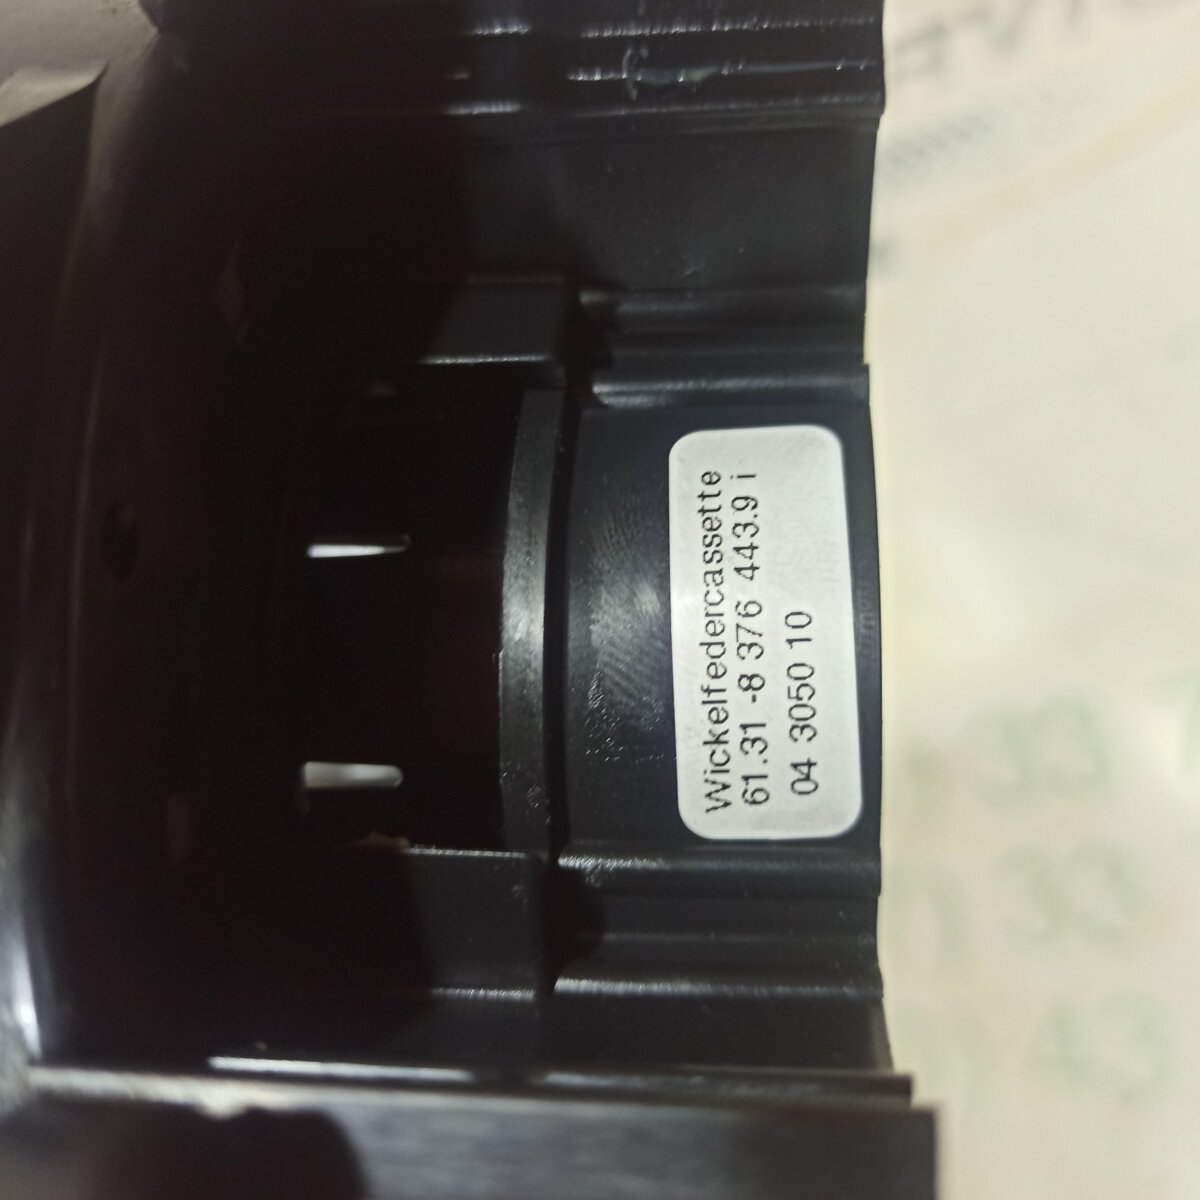 Wickelfedercassette
61.31 -8 376 443.9 i
04 3050 10